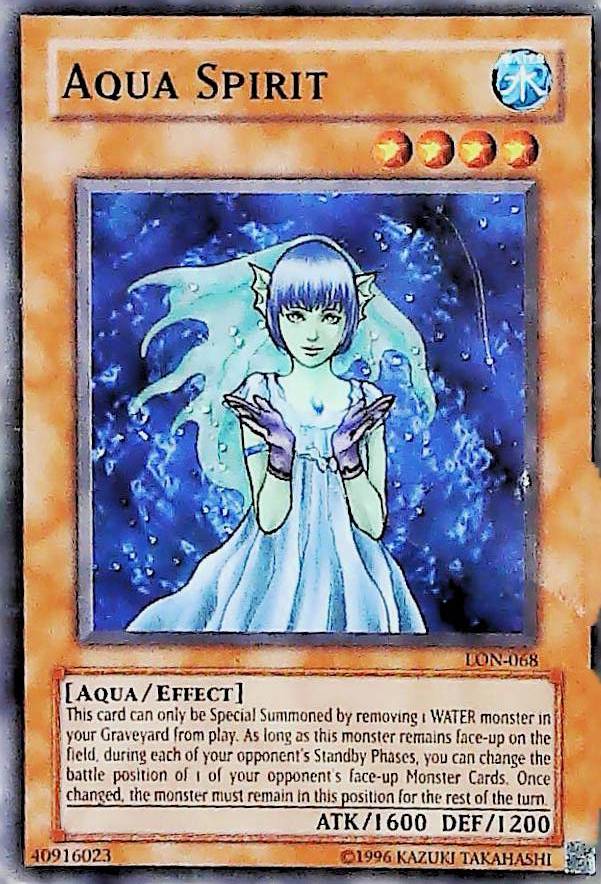 AQUA SPIRIT
WATER
水
LON-068
[AQUA/EFFECT]
This card can only be Special Summoned by removing 1 WATER monster in
your Graveyard from play. As long as this monster remains face-up on the
field, during each of your opponent's Standby Phases, you can change the
battle position of 1 of your opponent's face-up Monster Cards. Once
changed, the monster must remain in this position for the rest of the turn.
ATK/1600 DEF/1200
40916023
©1996 KAZUKI TAKAHASHI